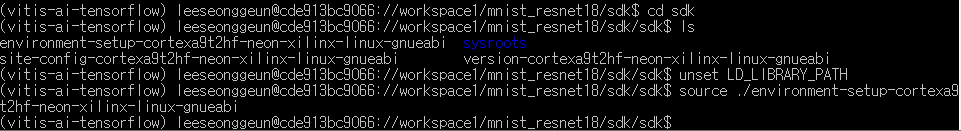 (vitis-ai-tensorflow) leeseonggeun@cde913bc9066://workspace1/mnist_resnet18/sdk$ cd sdk
(vitis-ai-tensorflow) leeseonggeun@cde913bc9066://workspace1/mnist_resnet18/sdk/sdk$ ls
environment-setup-cortexa9t2hf-neon-xilinx-linux-gnueabi  sysroots
site-config-cortexa9t2hf-neon-xilinx-linux-gnueabi        version-cortexa9t2hf-neon-xilinx-linux-gnueabi
(vitis-ai-tensorflow) leeseonggeun@cde913bc9066://workspace1/mnist_resnet18/sdk/sdk$ unset LD_LIBRARY_PATH
(vitis-ai-tensorflow) leeseonggeun@cde913bc9066://workspace1/mnist_resnet18/sdk/sdk$ source ./environment-setup-cortexa9
t2hf-neon-xilinx-linux-gnueabi
(vitis-ai-tensorflow) leeseonggeun@cde913bc9066://workspace1/mnist_resnet18/sdk/sdk$